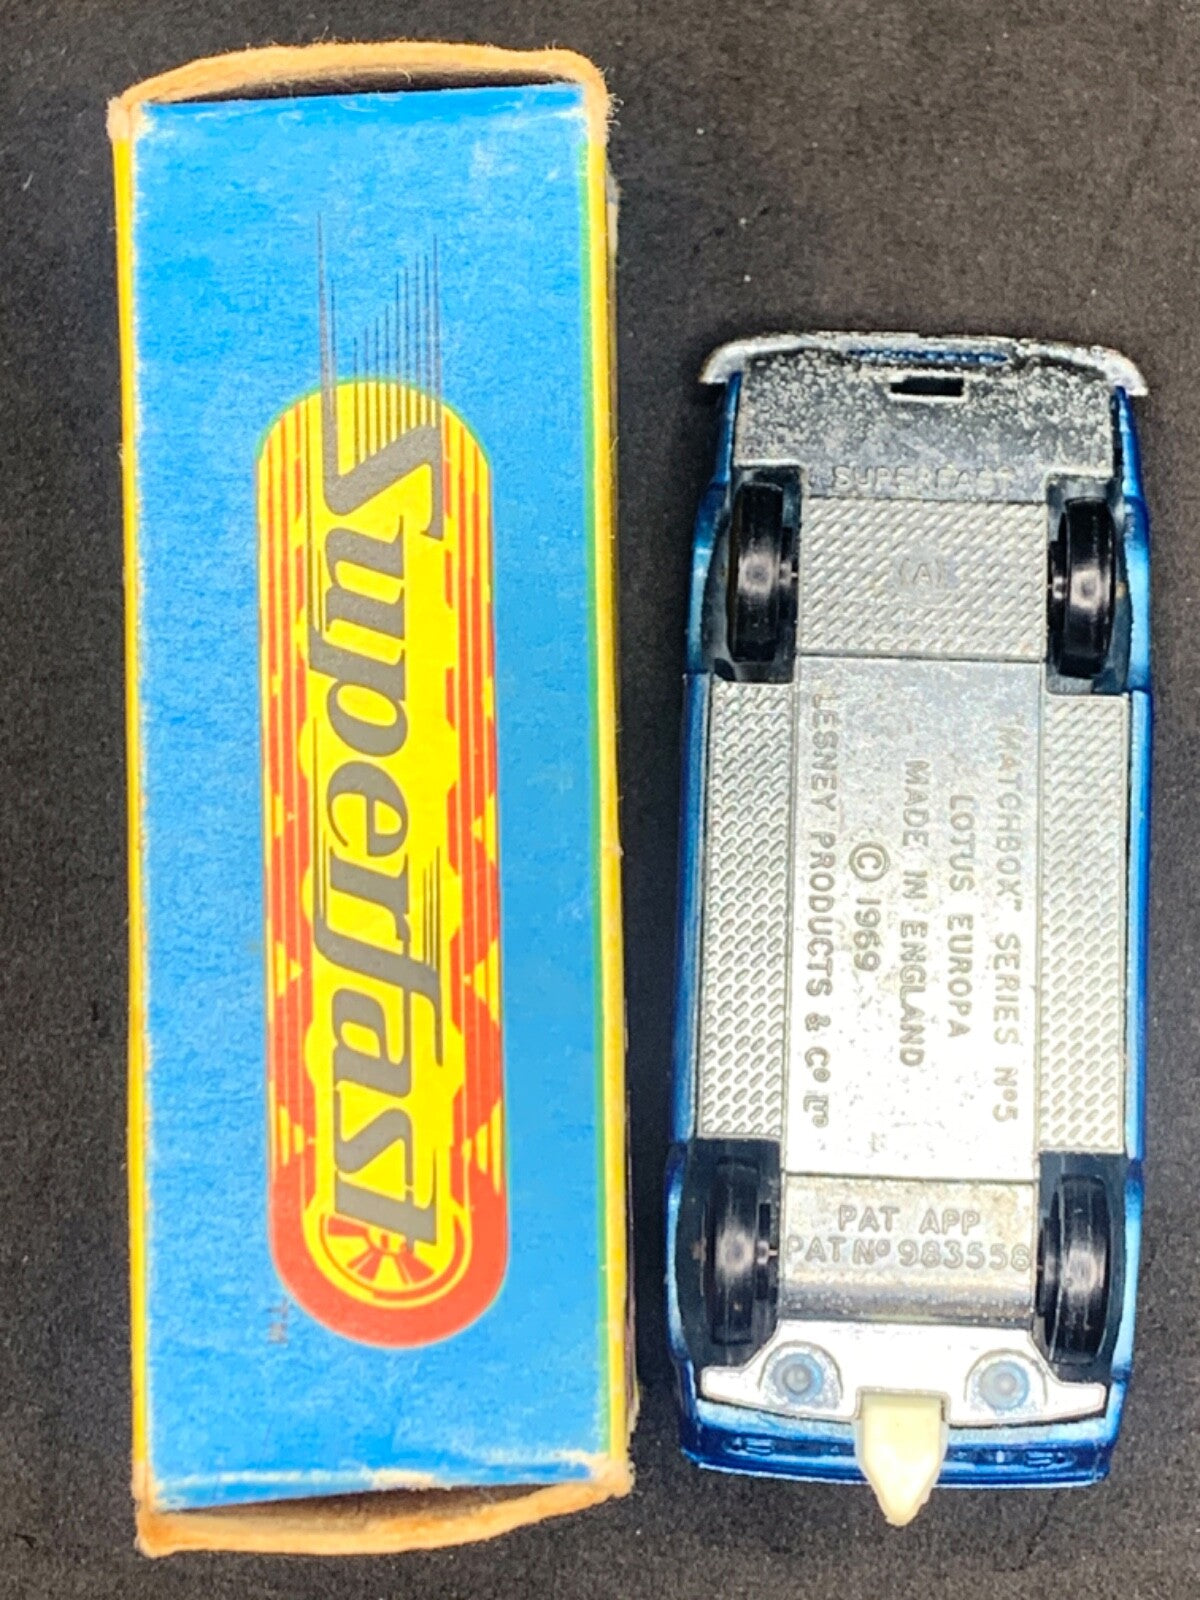 Superfast
TM
SUPERFAST
(A)
"MATCHBOX" SERIES Nº5
LOTUS EUROPA
MADE IN ENGLAND
© 1969
LESNEY PRODUCTS & Cº LTD
PAT APP
PAT Nº 983558